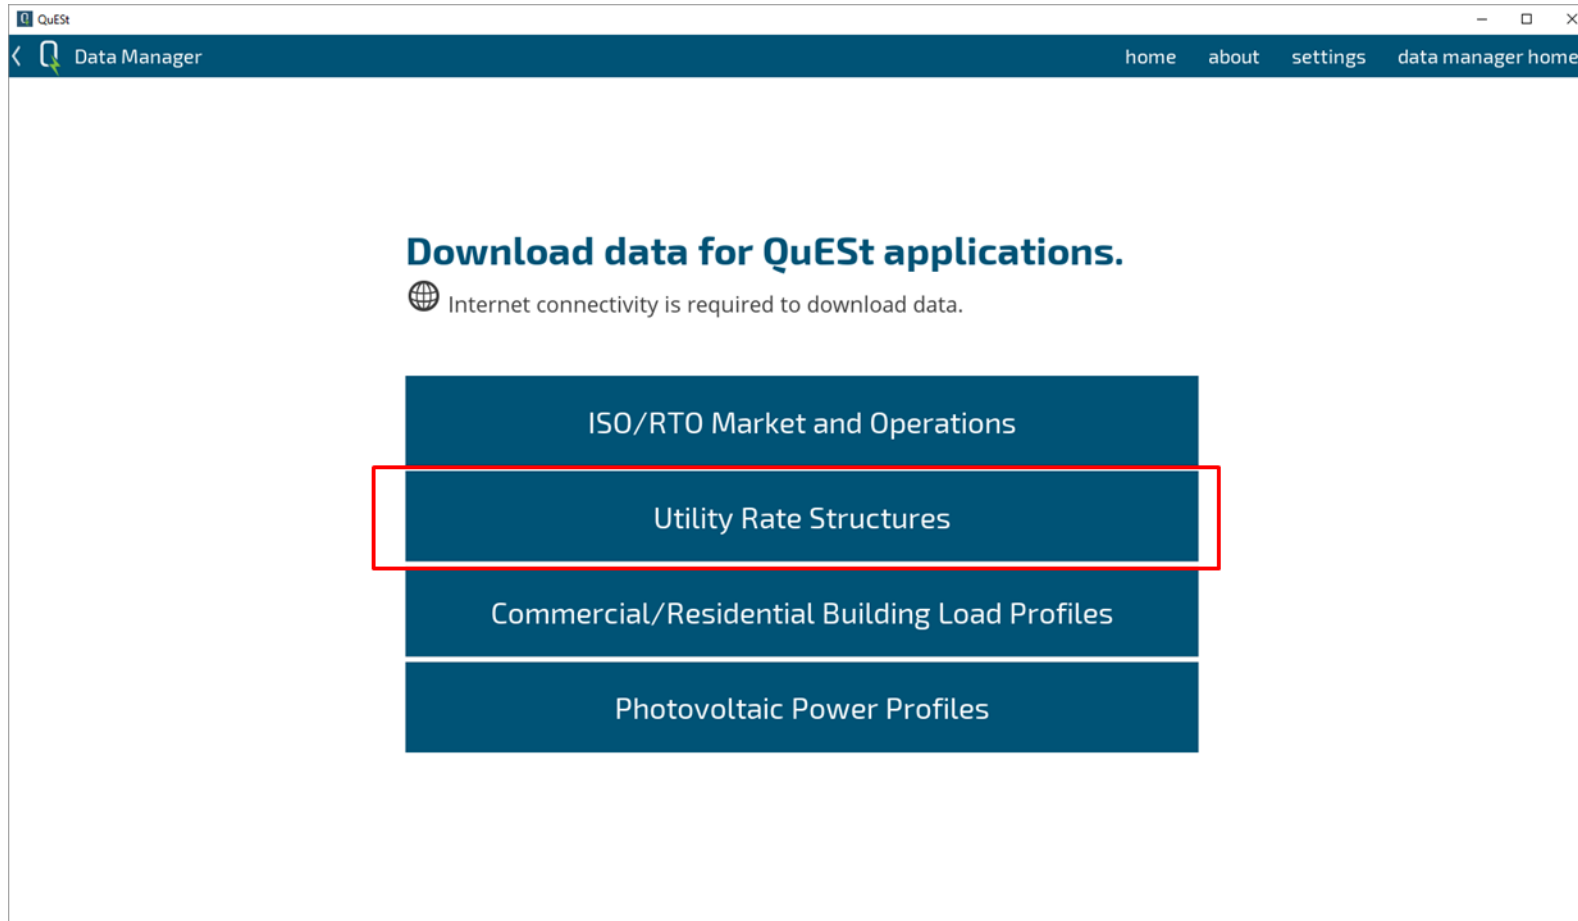 QuESt
Data Manager home about settings data manager home
Download data for QuESt applications.
Internet connectivity is required to download data.
ISO/RTO Market and Operations
Utility Rate Structures
Commercial/Residential Building Load Profiles
Photovoltaic Power Profiles